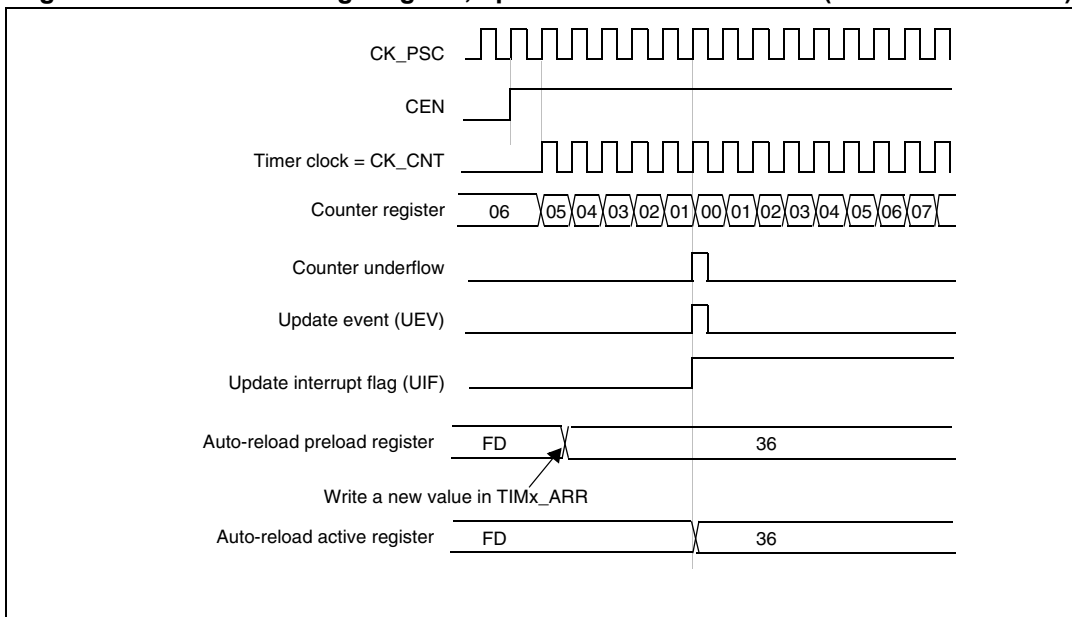 CK_PSC
CEN
Timer clock = CK_CNT
Counter register 06 05 04 03 02 01 00 01 02 03 04 05 06 07
Counter underflow
Update event (UEV)
Update interrupt flag (UIF)
Auto-reload preload register FD 36
Write a new value in TIMx_ARR
Auto-reload active register FD 36